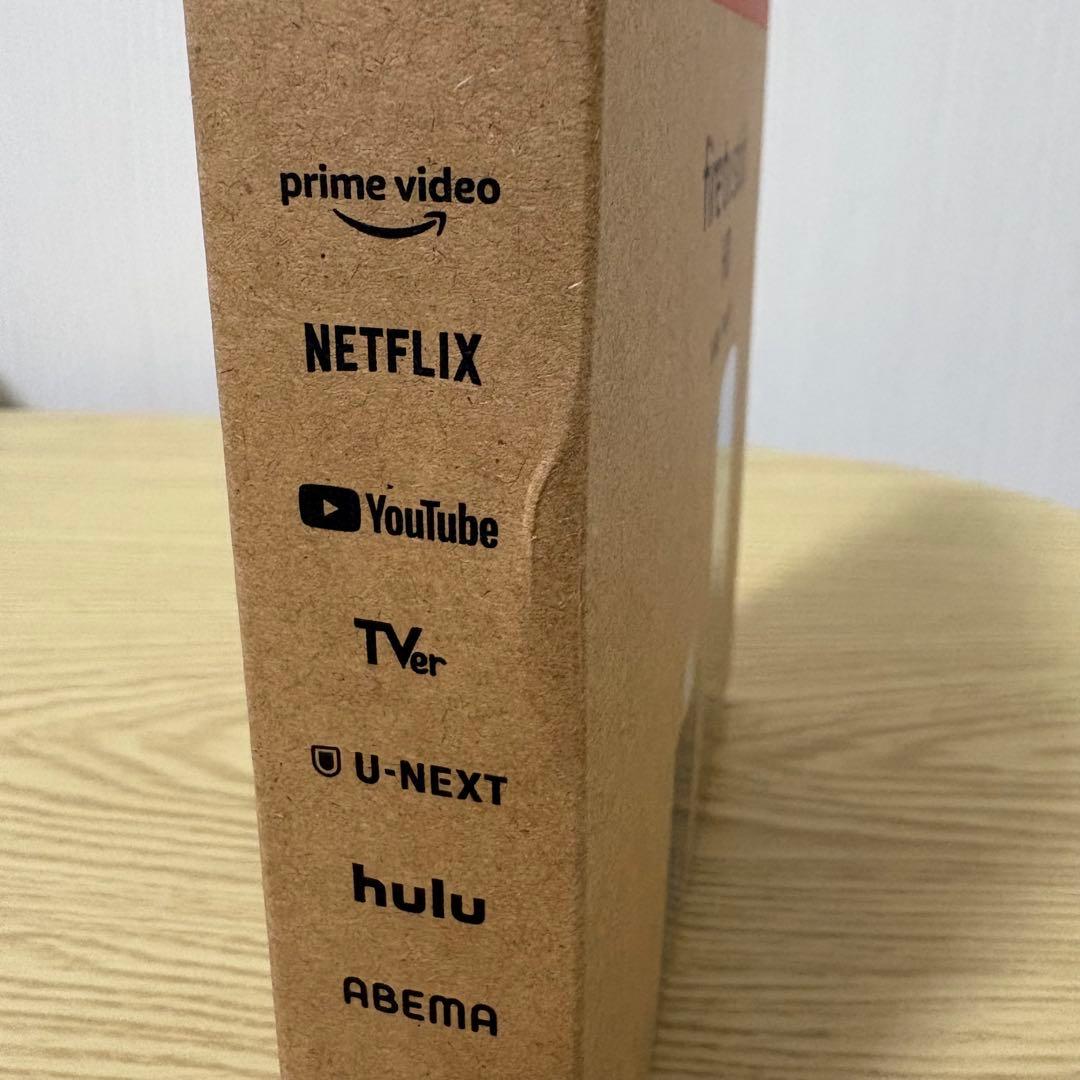 prime video
NETFLIX
YouTube
TVer
U-NEXT
hulu
ABEMA